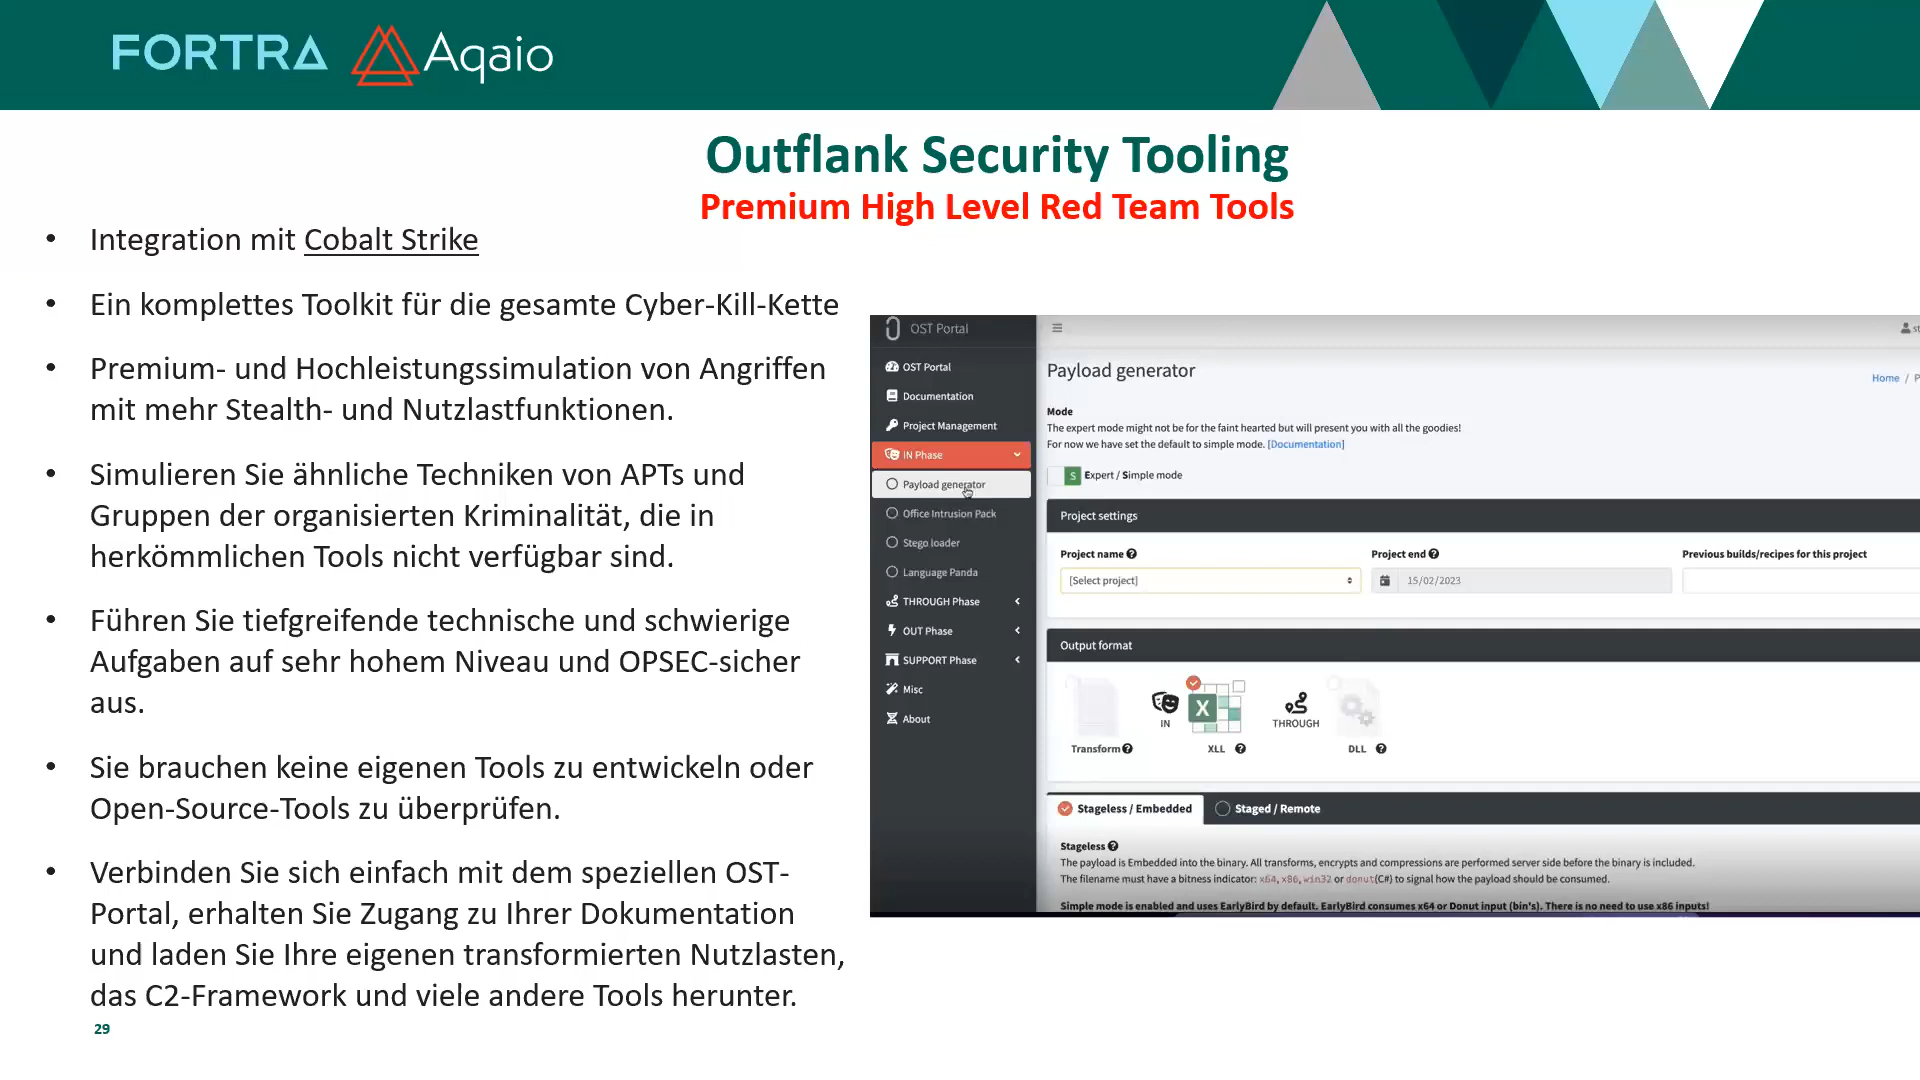 FORTRA Aqaio
Outflank Security Tooling
Premium High Level Red Team Tools
• Integration mit Cobalt Strike
• Ein komplettes Toolkit für die gesamte Cyber-Kill-Kette
• Premium- und Hochleistungssimulation von Angriffen
mit mehr Stealth- und Nutzlastfunktionen.
• Simulieren Sie ähnliche Techniken von APTs und
Gruppen der organisierten Kriminalität, die in
herkömmlichen Tools nicht verfügbar sind.
• Führen Sie tiefgreifende technische und schwierige
Aufgaben auf sehr hohem Niveau und OPSEC-sicher
aus.
• Sie brauchen keine eigenen Tools zu entwickeln oder
Open-Source-Tools zu überprüfen.
• Verbinden Sie sich einfach mit dem speziellen OST-
Portal, erhalten Sie Zugang zu Ihrer Dokumentation
und laden Sie Ihre eigenen transformierten Nutzlasten,
das C2-Framework und viele andere Tools herunter.
29
OST Portal
OST Portal
Documentation
Project Management
IN Phase
Payload generator
Office Intrusion Pack
Stego loader
Language Panda
THROUGH Phase
OUT Phase
SUPPORT Phase
Misc
About
st
Payload generator
Home / P
Mode
The expert mode might not be for the faint hearted but will present you with all the goodies!
For now we have set the default to simple mode. [Documentation]
S Expert / Simple mode
Project settings
Project name Project end Previous builds/recipes for this project
[Select project] 15/02/2023
Output format
IN THROUGH
Transform XLL DLL
Stageless / Embedded Staged / Remote
Stageless
The payload is Embedded into the binary. All transforms, encrypts and compressions are performed server side before the binary is included.
The filename must have a bitness indicator: x64, x86, win32 or donut(C#) to signal how the payload should be consumed.
Simple mode is enabled and uses EarlyBird by default. EarlyBird consumes x64 or Donut input (bin's). There is no need to use x86 inputs!